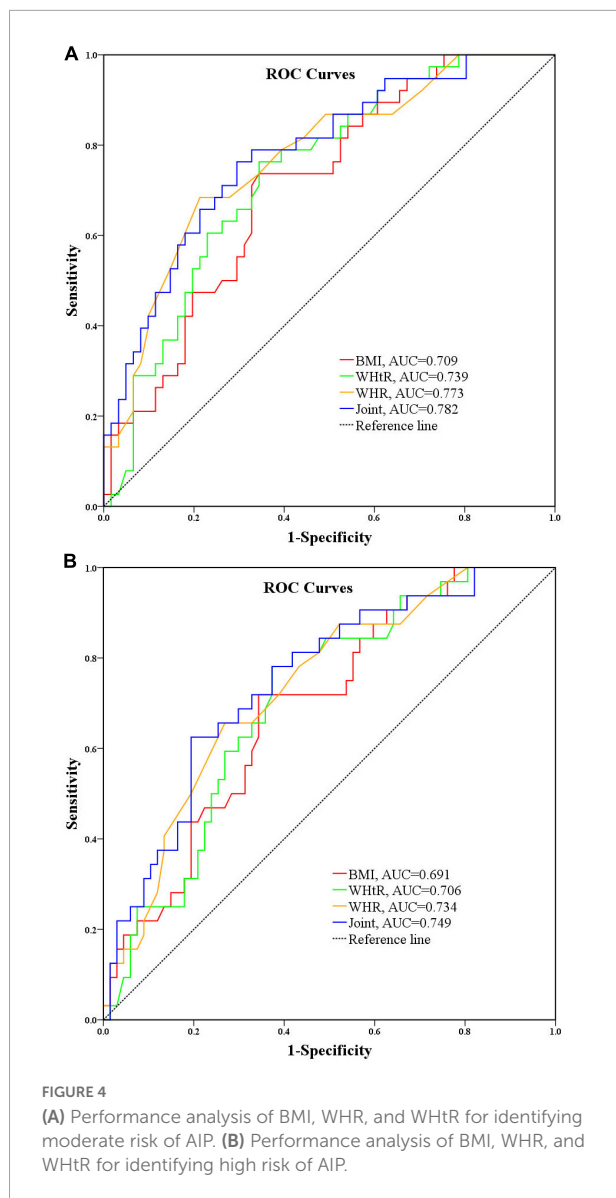 A
ROC Curves
1.0
0.8
0.6
0.4
0.2
0.0
Sensitivity
BMI, AUC=0.709
WHtR, AUC=0.739
WHR, AUC=0.773
Joint, AUC=0.782
Reference line
0.0 0.2 0.4 0.6 0.8 1.0
1-Specificity
B
ROC Curves
1.0
0.8
0.6
0.4
0.2
0.0
Sensitivity
BMI, AUC=0.691
WHtR, AUC=0.706
WHR, AUC=0.734
Joint, AUC=0.749
Reference line
0.0 0.2 0.4 0.6 0.8 1.0
1-Specificity
FIGURE 4
(A) Performance analysis of BMI, WHR, and WHtR for identifying
moderate risk of AIP. (B) Performance analysis of BMI, WHR, and
WHtR for identifying high risk of AIP.